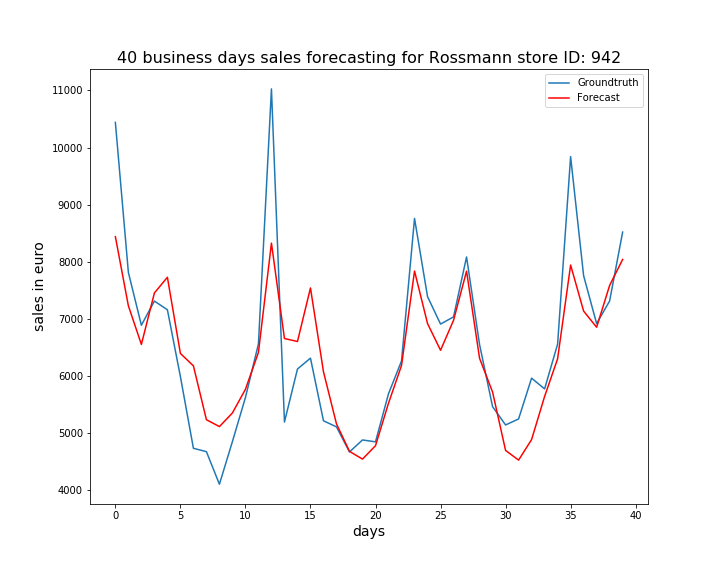 40 business days sales forecasting for Rossmann store ID: 942
Groundtruth
Forecast
sales in euro
11000
10000
9000
8000
7000
6000
5000
4000
0 5 10 15 20 25 30 35 40
days